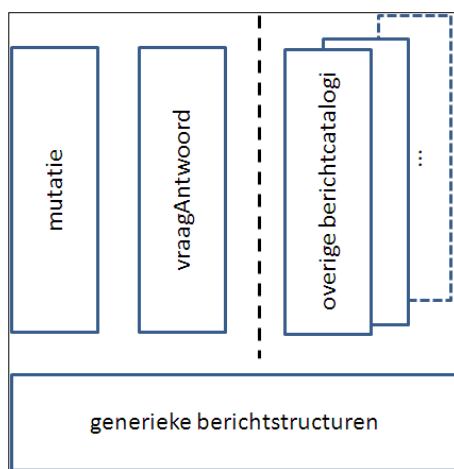 mutatie
vraagAntwoord
overige berichtcatalogi
...
generieke berichtstructuren